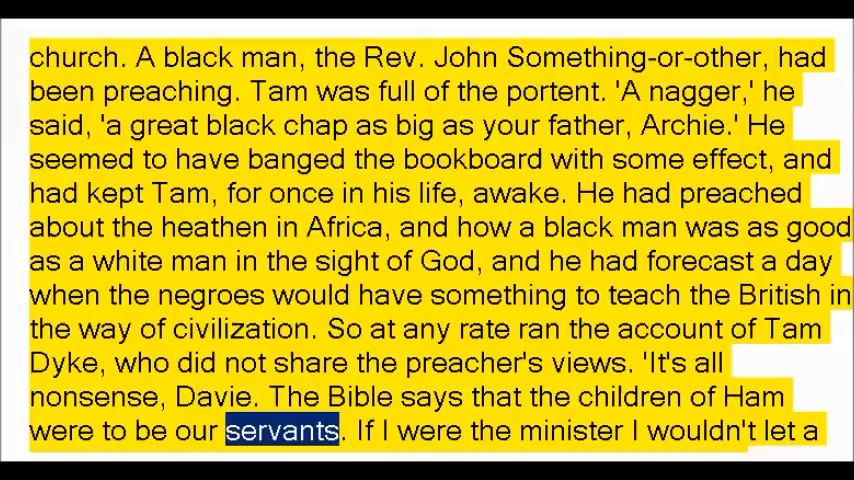 church. A black man, the Rev. John Something-or-other, had
been preaching. Tam was full of the portent. 'A nagger,' he
said, 'a great black chap as big as your father, Archie.' He
seemed to have banged the bookboard with some effect, and
had kept Tam, for once in his life, awake. He had preached
about the heathen in Africa, and how a black man was as good
as a white man in the sight of God, and he had forecast a day
when the negroes would have something to teach the British in
the way of civilization. So at any rate ran the account of Tam
Dyke, who did not share the preacher's views. 'It's all
nonsense, Davie. The Bible says that the children of Ham
were to be our servants. If I were the minister I wouldn't let a